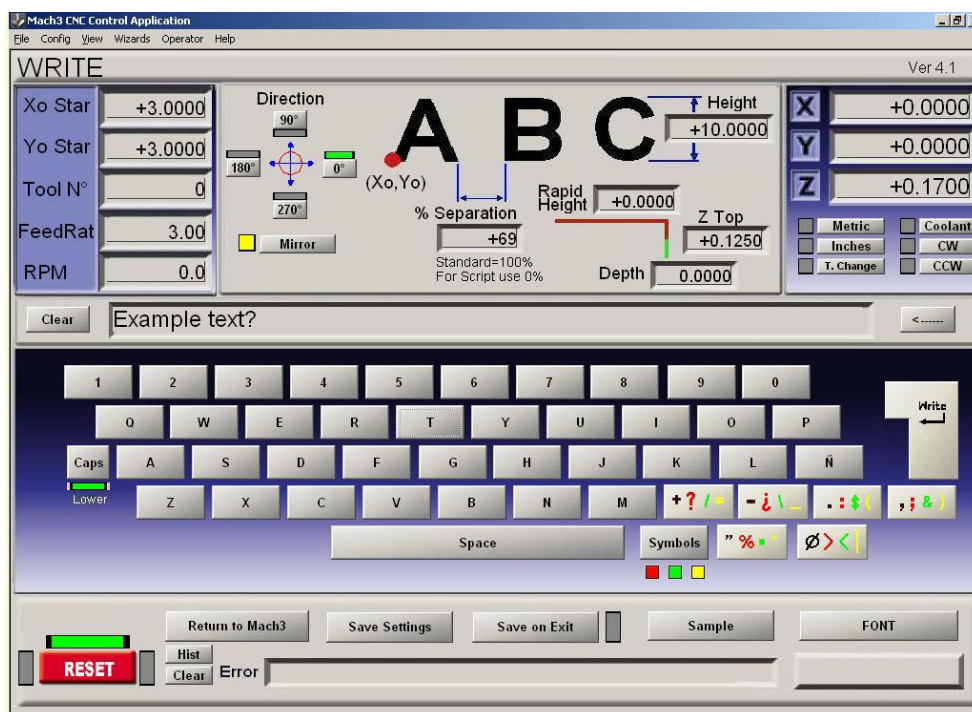 Mach3 CNC Control Application
File Config View Wizards Operator Help
WRITE Ver 4.1
Xo Star +3.0000
Yo Star +3.0000
Tool N° 0
FeedRat 3.00
RPM 0.0
Direction
90°
180° 0°
270°
Mirror
A B C
(Xo,Yo)
Height
+10.0000
% Separation
+69
Standard=100%
For Script use 0%
Rapid
Height +0.0000
Z Top
+0.1250
Depth 0.0000
X +0.0000
Y +0.0000
Z +0.1700
Metric Coolant
Inches CW
T. Change CCW
Clear Example text? <------
1 2 3 4 5 6 7 8 9 0
Q W E R T Y U I O P
Write
Caps A S D F G H J K L Ñ
Lower
Z X C V B N M + ? / = - ¿ \ _ . : $ ( , ; & )
Space Symbols " % • ° Ø > < |
Return to Mach3 Save Settings Save on Exit Sample FONT
RESET
Hist
Clear Error